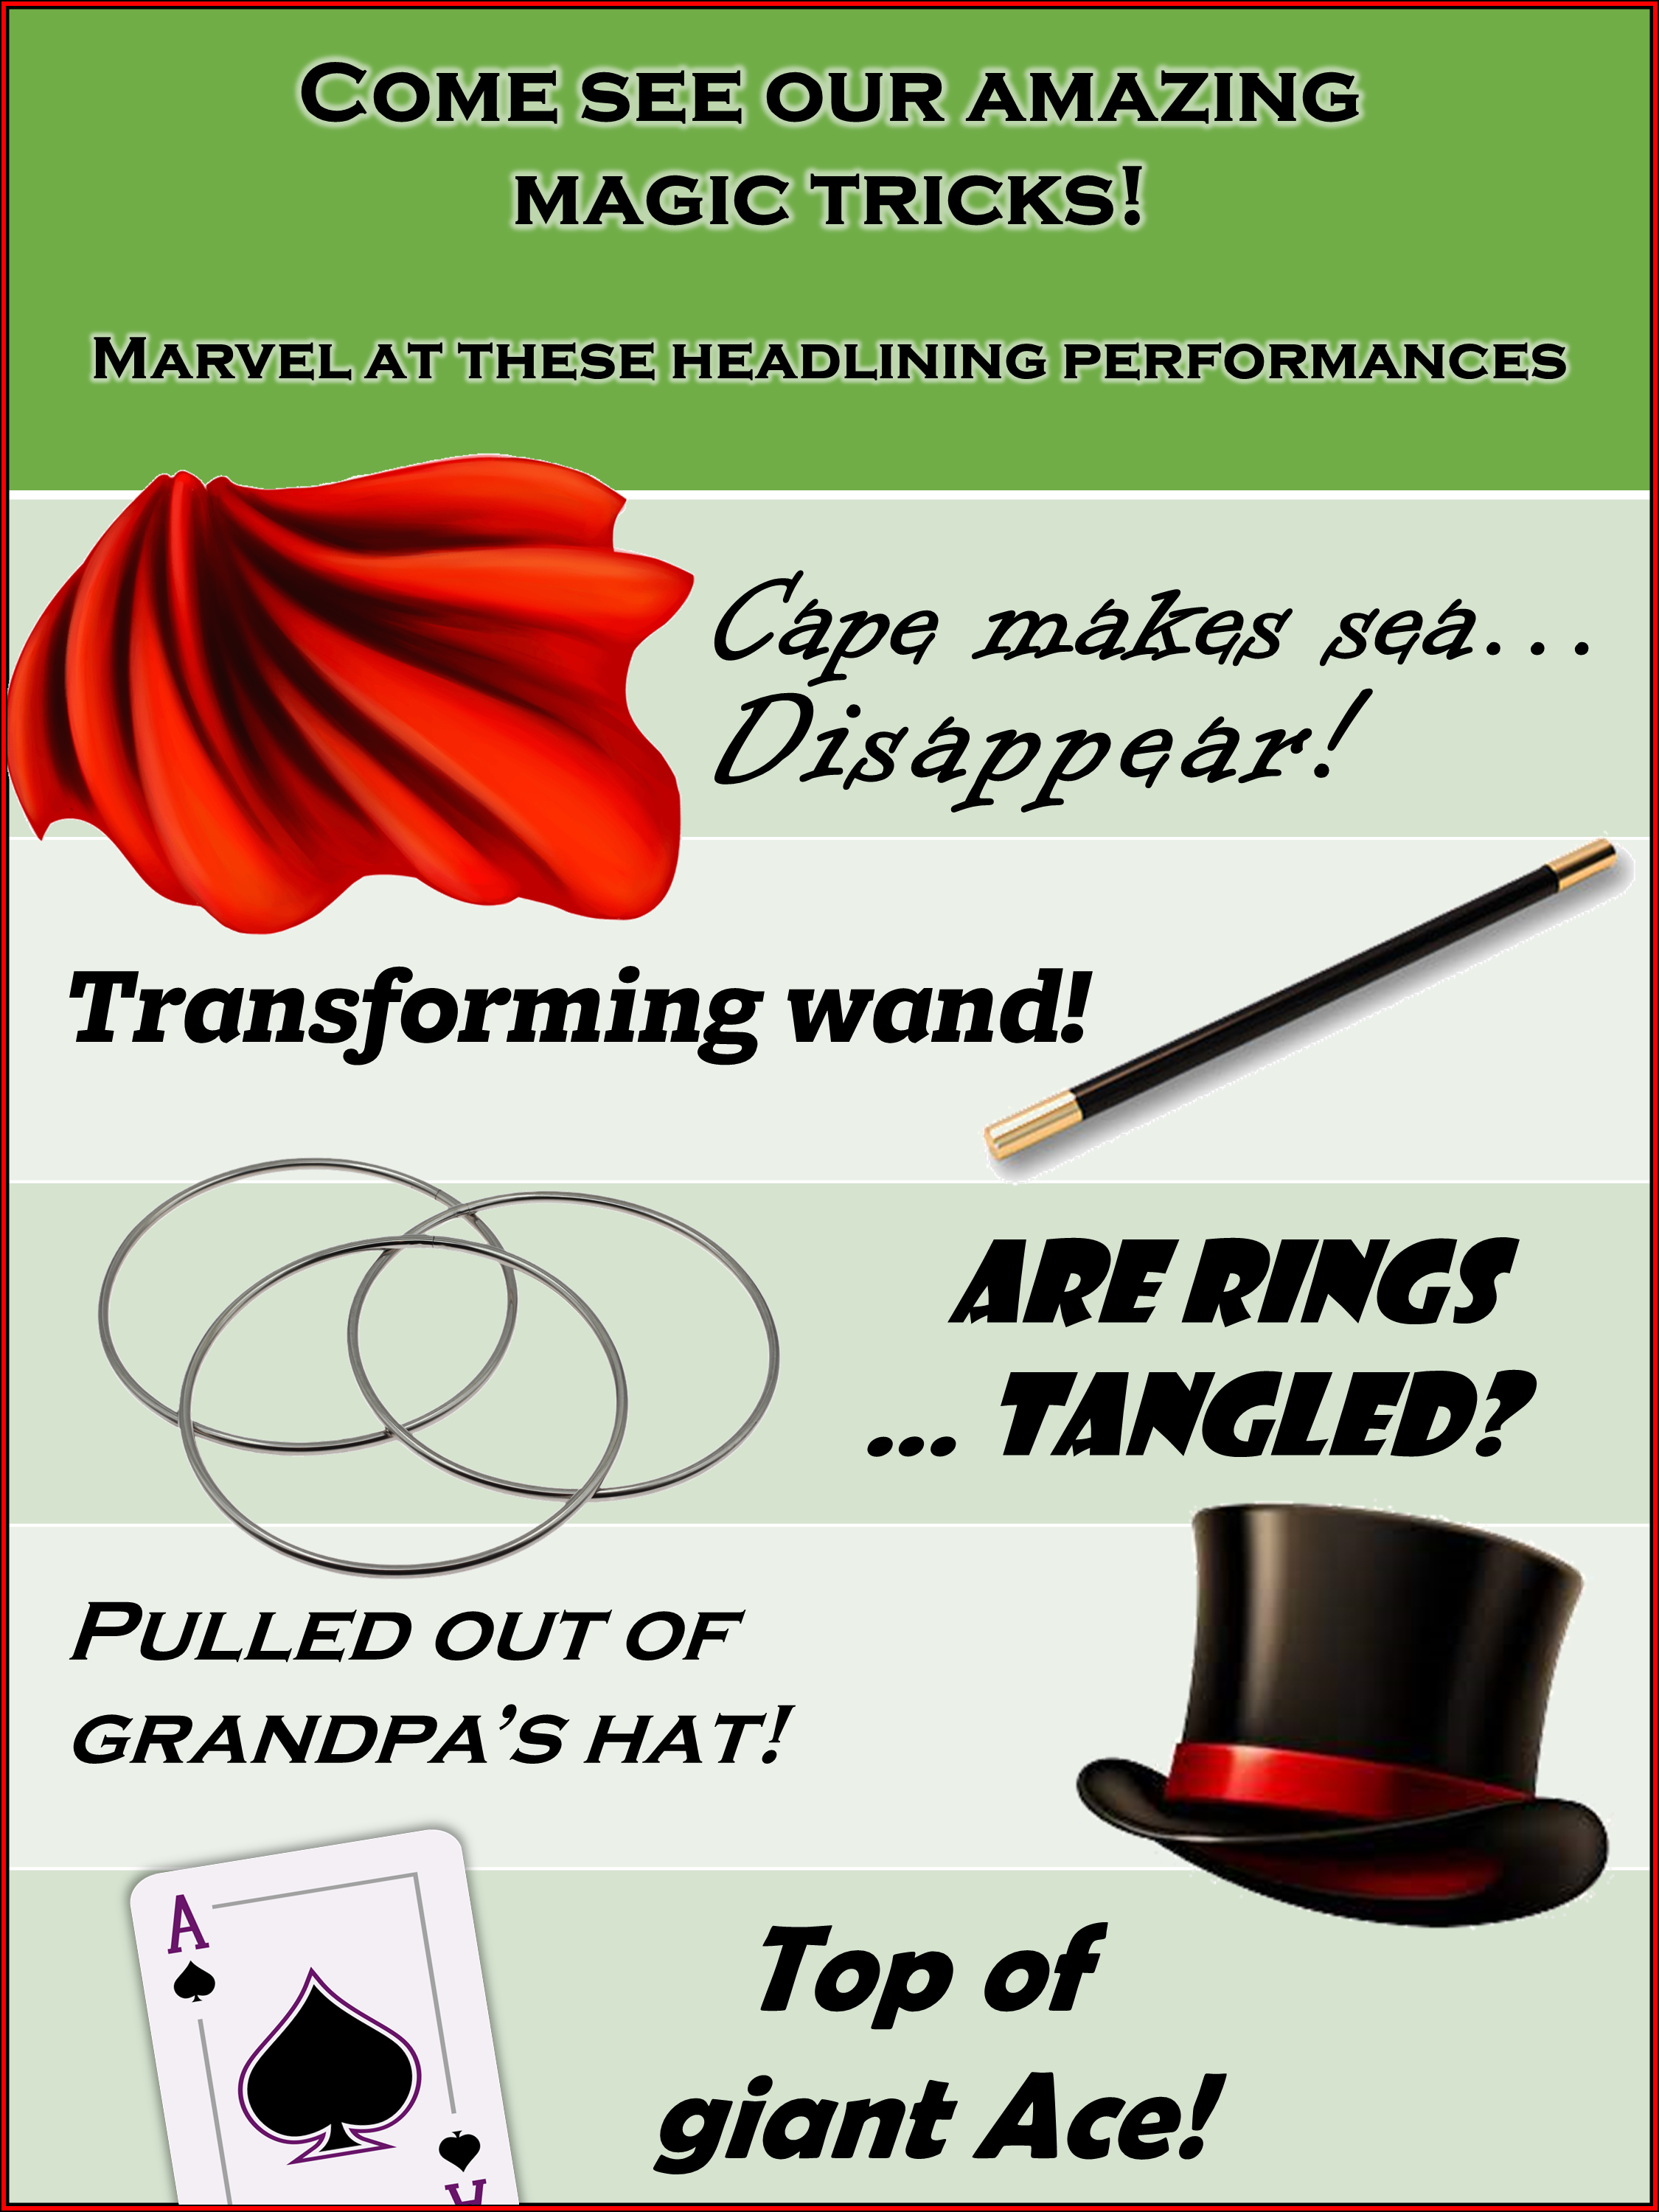 Come see our amazing
magic tricks!
Marvel at these headlining performances
Cape makes sea...
Disappear!
Transforming wand!
ARE RINGS
... TANGLED?
Pulled out of
grandpa's hat!
A
Top of
giant Ace!
A